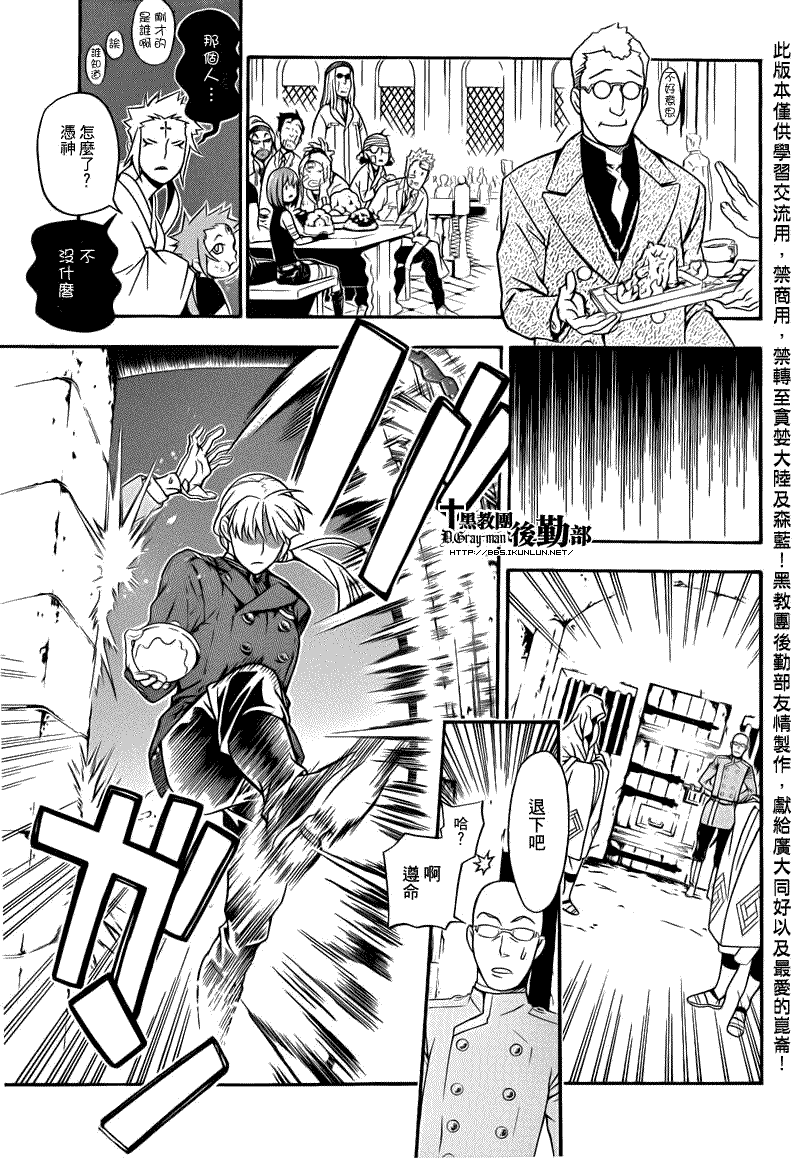 不好意思
剛才的
是誰啊
誒
誰知道
那個人…
怎麼了？
憑神
不
沒什麼
黑教團
D.Gray-man 後勤部
HTTP://BBS.IKUNLUN.NET/
退下吧
哈？
啊
遵命
ガン
此版本僅供學習交流用，禁商用，禁轉至貪婪大陸及森藍！黑教團後勤部友情製作，獻給廣大同好以及最愛的崑崙！